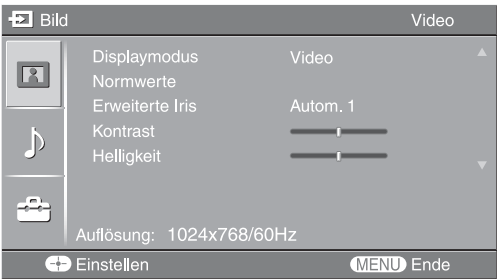 Bild Video
Displaymodus Video
Normwerte
Erweiterte Iris Autom. 1
Kontrast
Helligkeit
Auflösung: 1024x768/60Hz
Einstellen MENU Ende